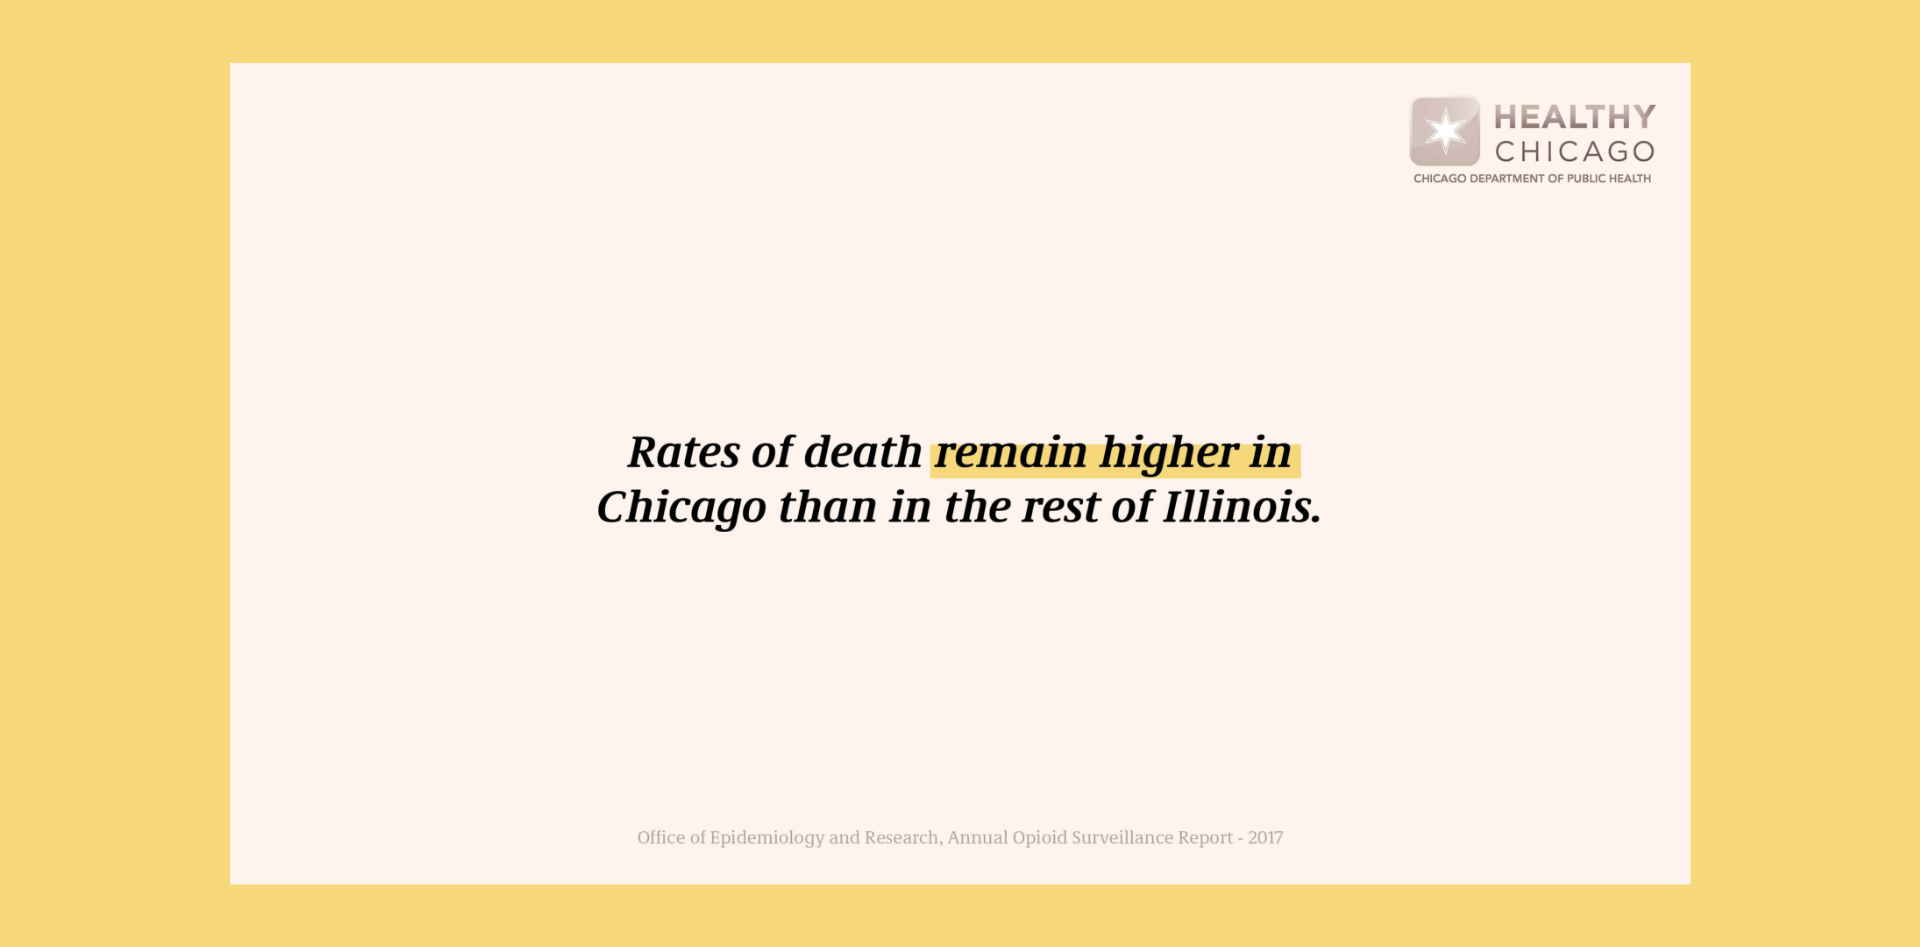 HEALTHY
CHICAGO
CHICAGO DEPARTMENT OF PUBLIC HEALTH
Rates of death remain higher in
Chicago than in the rest of Illinois.
Office of Epidemiology and Research, Annual Opioid Surveillance Report - 2017